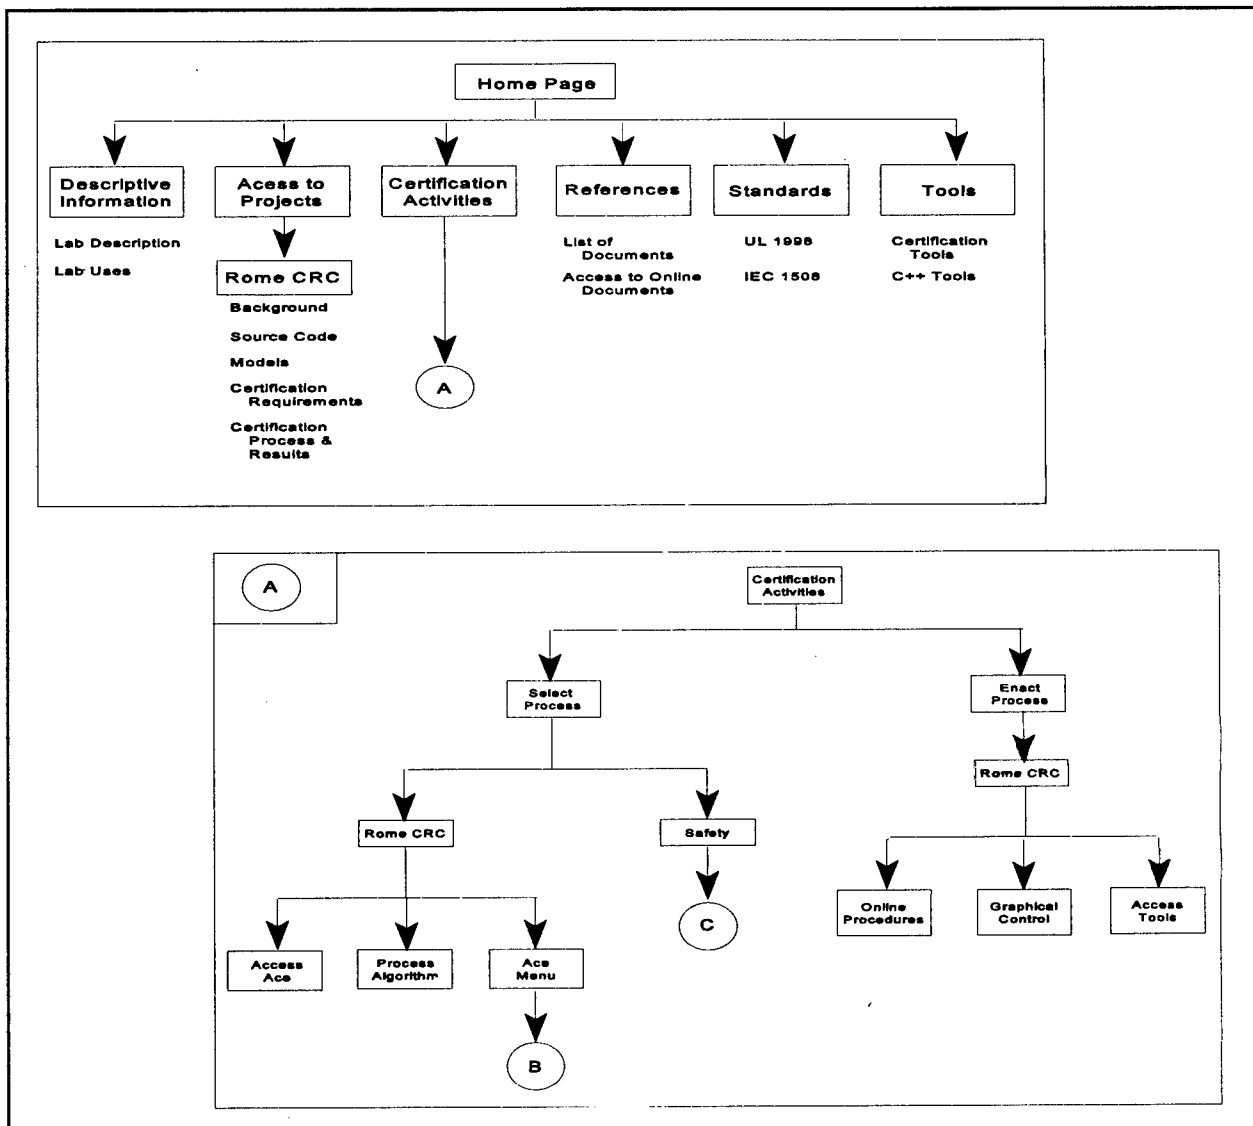 Home Page
Descriptive
Information
Lab Description
Lab Uses
Acess to
Projects
Rome CRC
Background
Source Code
Models
Certification
Requirements
Certification
Process &
Results
Certification
Activities
A
References
List of
Documents
Access to Online
Documents
Standards
UL 1998
IEC 1508
Tools
Certification
Tools
C++ Tools
A
Certification
Activities
Select
Process
Enact
Process
Rome CRC
Safety
Rome CRC
C
Access
Ace
Process
Algorithm
Ace
Menu
B
Online
Procedures
Graphical
Control
Access
Tools